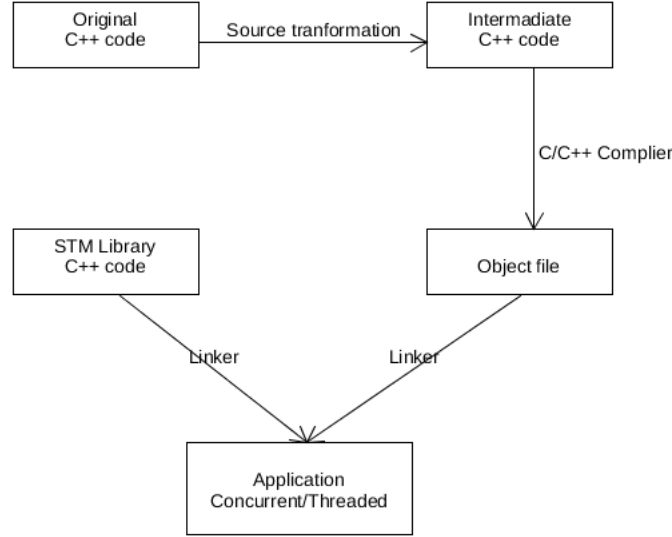 Original
C++ code
Source tranformation
Intermadiate
C++ code
C/C++ Complier
STM Library
C++ code
Object file
Linker
Linker
Application
Concurrent/Threaded